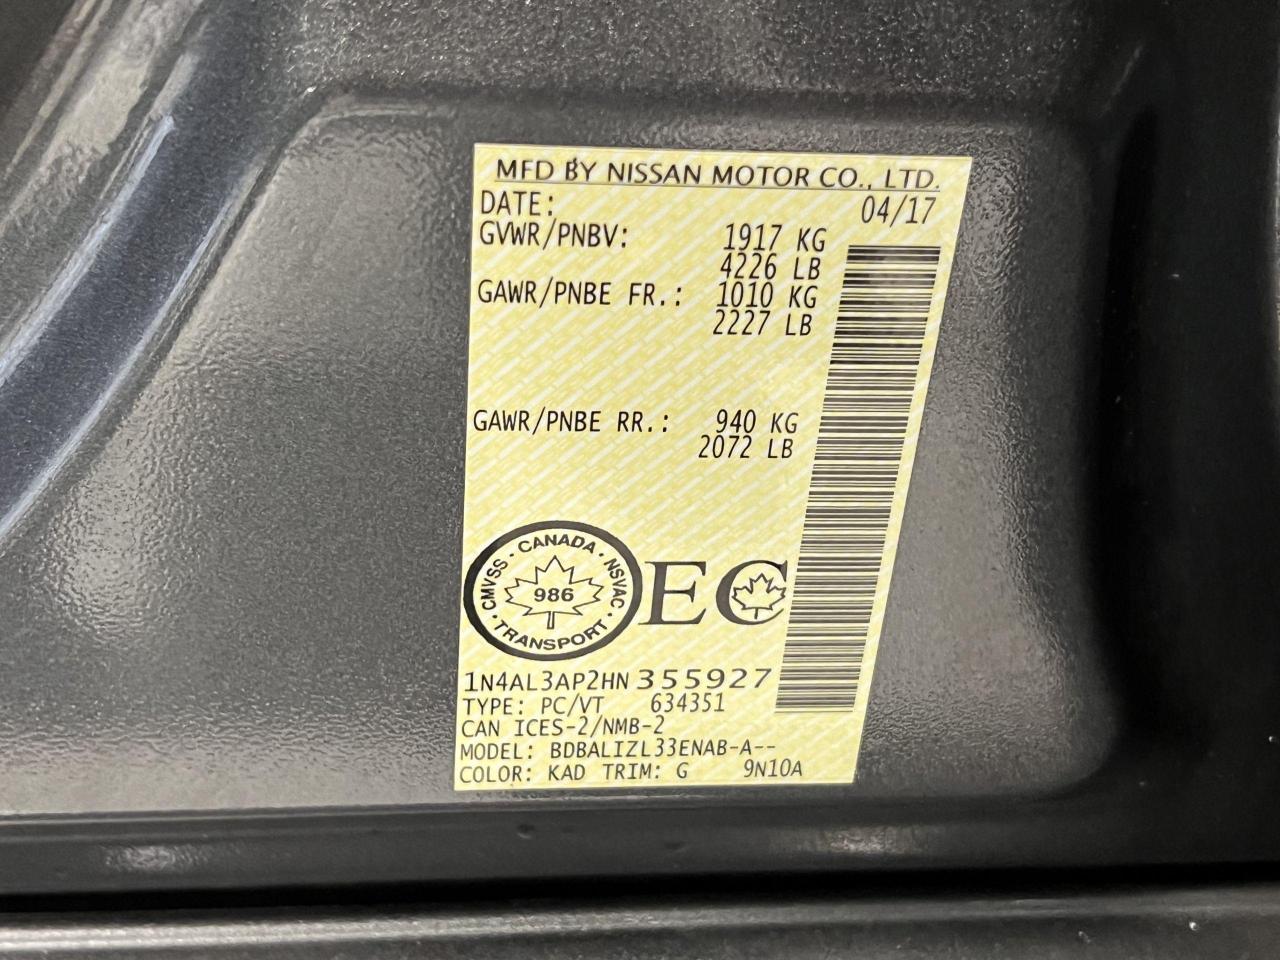 MFD BY NISSAN MOTOR CO., LTD.
DATE: 04/17
GVWR/PNBV: 1917 KG
4226 LB
GAWR/PNBE FR.: 1010 KG
2227 LB
GAWR/PNBE RR.: 940 KG
2072 LB
CMVSS · CANADA · NSVAC · TRANSPORT ·
986
EC
1N4AL3AP2HN355927
TYPE: PC/VT 634351
CAN ICES-2/NMB-2
MODEL: BDBALIZL33ENAB-A--
COLOR: KAD TRIM: G 9N10A